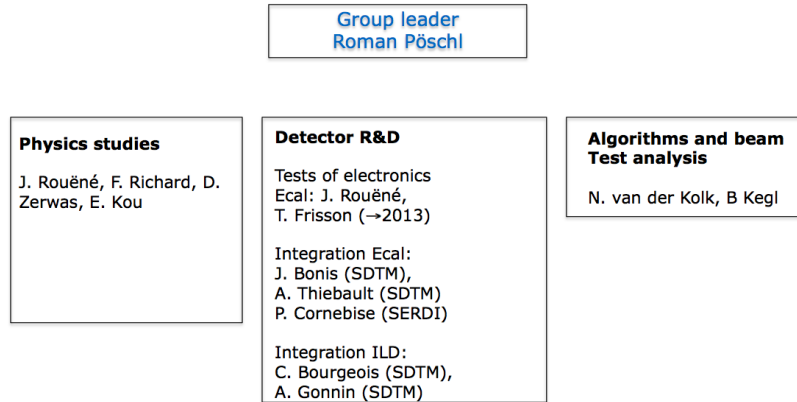 Group leader
Roman Pöschl
Physics studies
J. Rouëné, F. Richard, D.
Zerwas, E. Kou
Detector R&D
Tests of electronics
Ecal: J. Rouëné,
T. Frisson (→2013)
Integration Ecal:
J. Bonis (SDTM),
A. Thiebault (SDTM)
P. Cornebise (SERDI)
Integration ILD:
C. Bourgeois (SDTM),
A. Gonnin (SDTM)
Algorithms and beam
Test analysis
N. van der Kolk, B Kegl